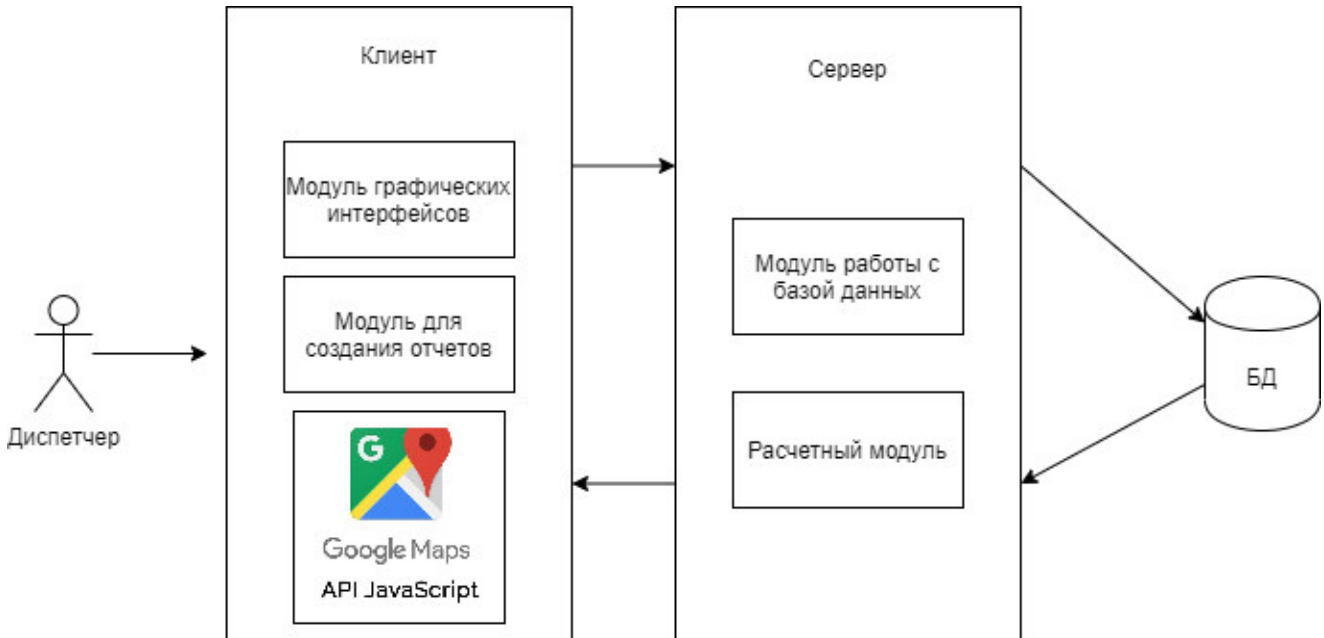 Клиент
Сервер
Модуль графических
интерфейсов
Модуль работы с
базой данных
Модуль для
создания отчетов
БД
Диспетчер
Расчетный модуль
G
Google Maps
API JavaScript